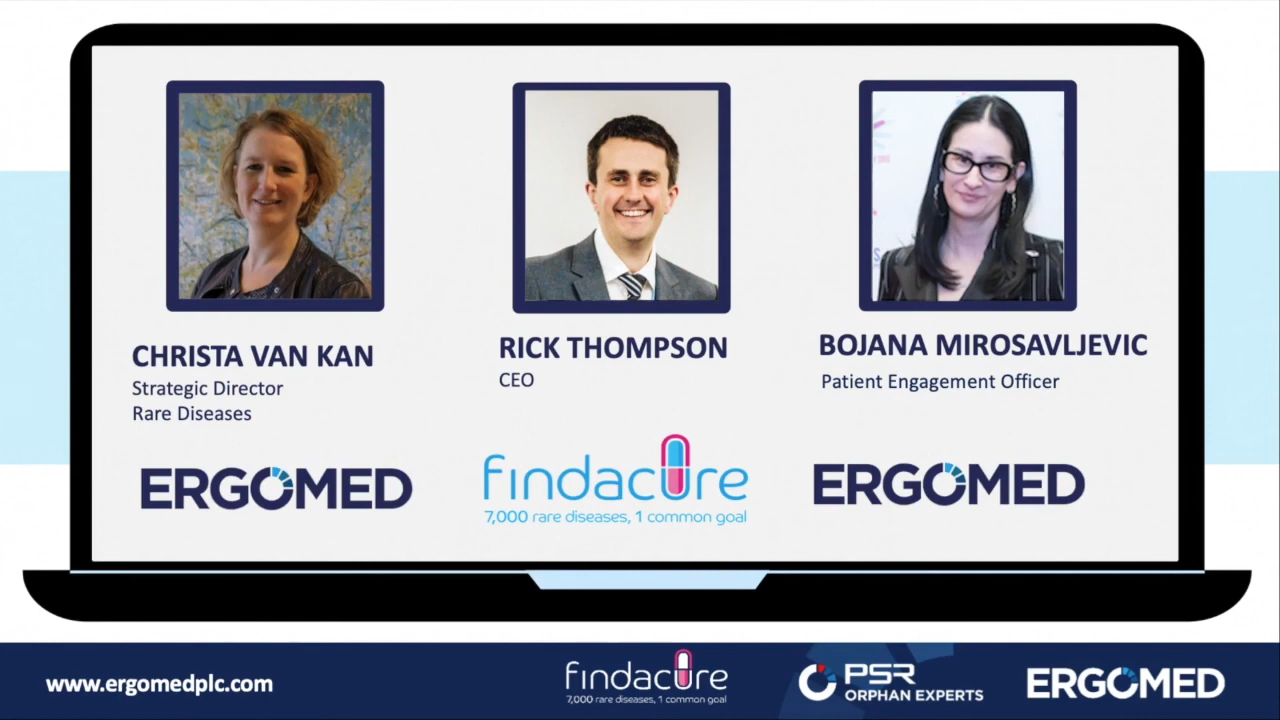 CHRISTA VAN KAN
Strategic Director
Rare Diseases
ERGOMED
RICK THOMPSON
CEO
findacure
7,000 rare diseases, 1 common goal
BOJANA MIROSAVLJEVIC
Patient Engagement Officer
ERGOMED
www.ergomedplc.com
findacure
7,000 rare diseases, 1 common goal
PSR
ORPHAN EXPERTS
ERGOMED